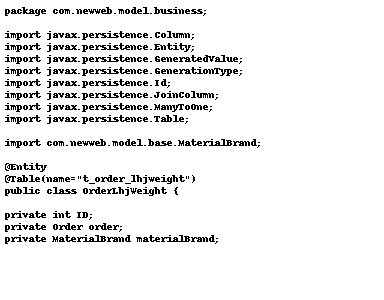 package com.newweb.model.business;
import javax.persistence.Column;
import javax.persistence.Entity;
import javax.persistence.GeneratedValue;
import javax.persistence.GenerationType;
import javax.persistence.Id;
import javax.persistence.JoinColumn;
import javax.persistence.ManyToOne;
import javax.persistence.Table;
import com.newweb.model.base.MaterialBrand;
@Entity
@Table(name="t_order_lhjweight")
public class OrderLhjWeight {
private int ID;
private Order order;
private MaterialBrand materialBrand;